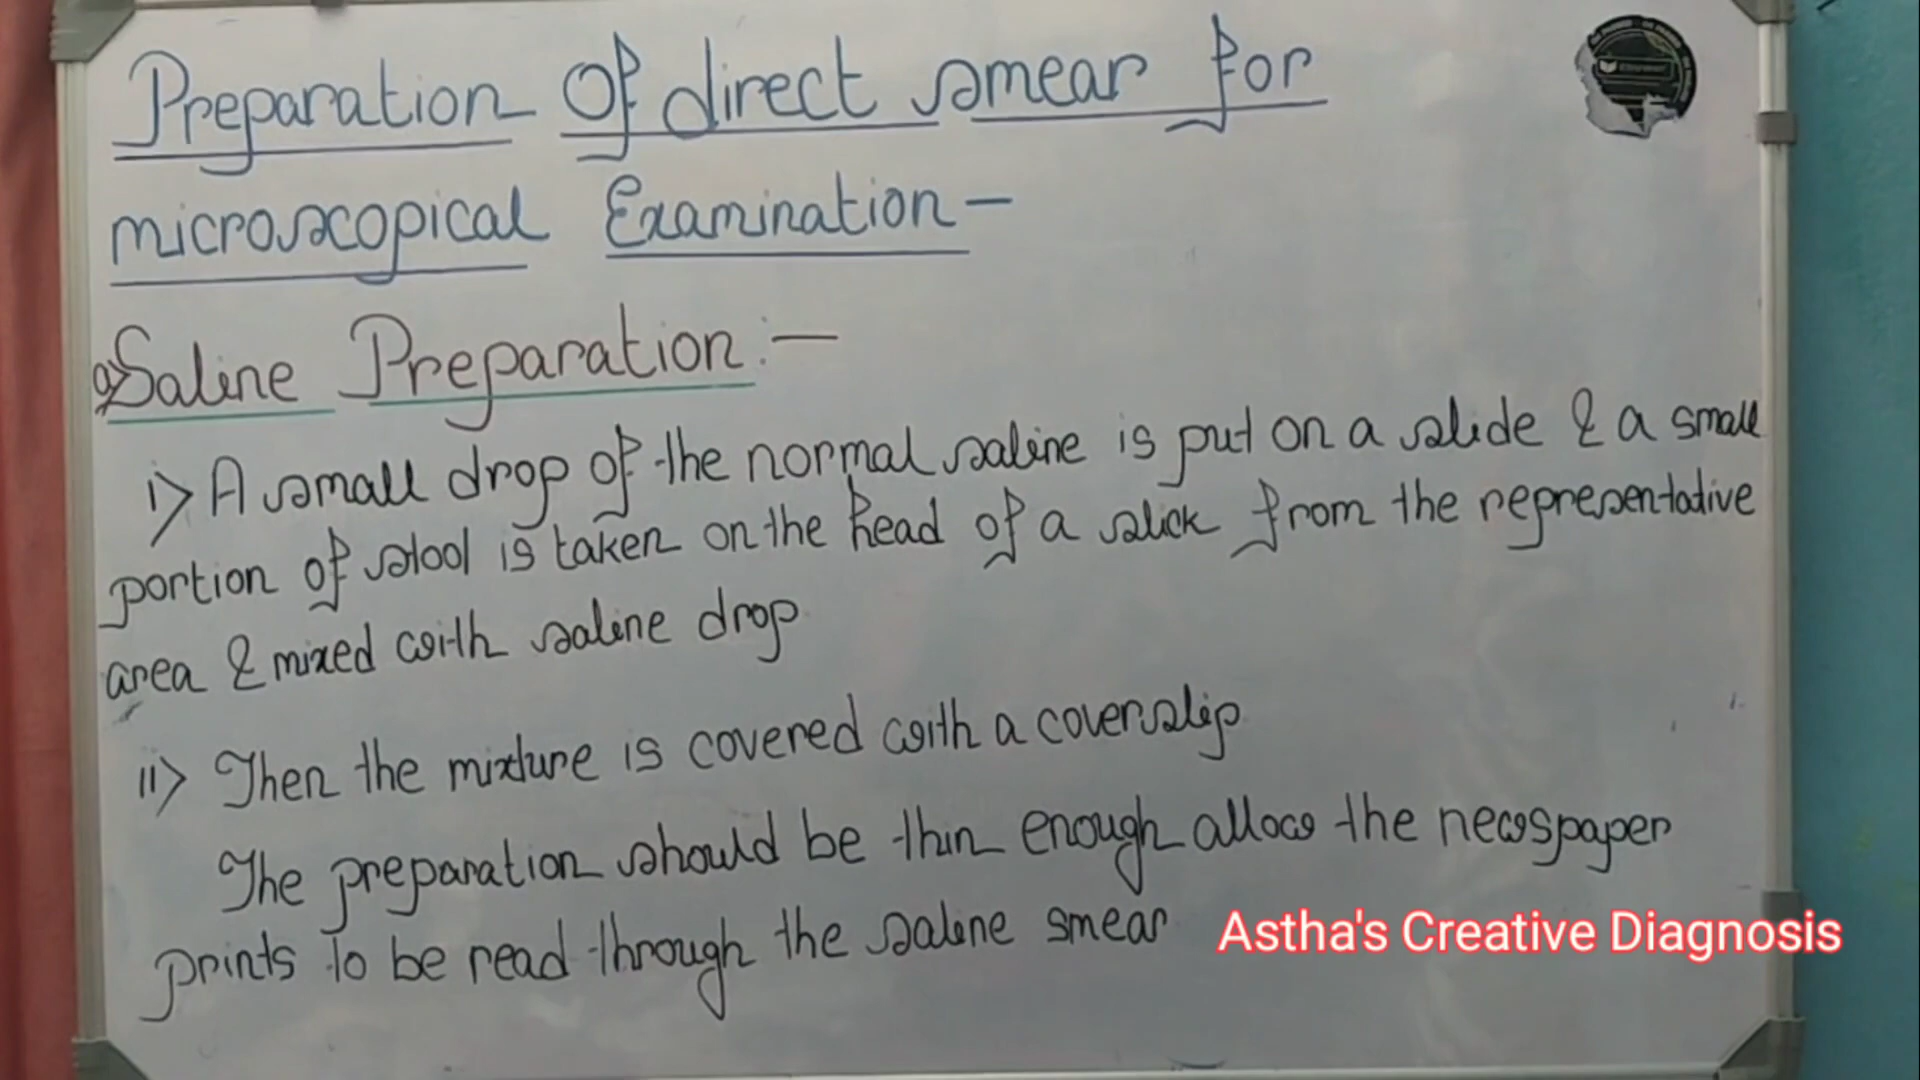 Preparation Of direct smear for
microscopical Examination-
a) Saline Preparation:-
i) A small drop of the normal saline is put on a slide & a small
portion of stool is taken on the head of a stick from the representative
area & mixed with saline drop
ii) Then the mixture is covered with a coverslip
The preparation should be thin enough allow the newspaper
prints to be read through the saline smear
Astha's Creative Diagnosis